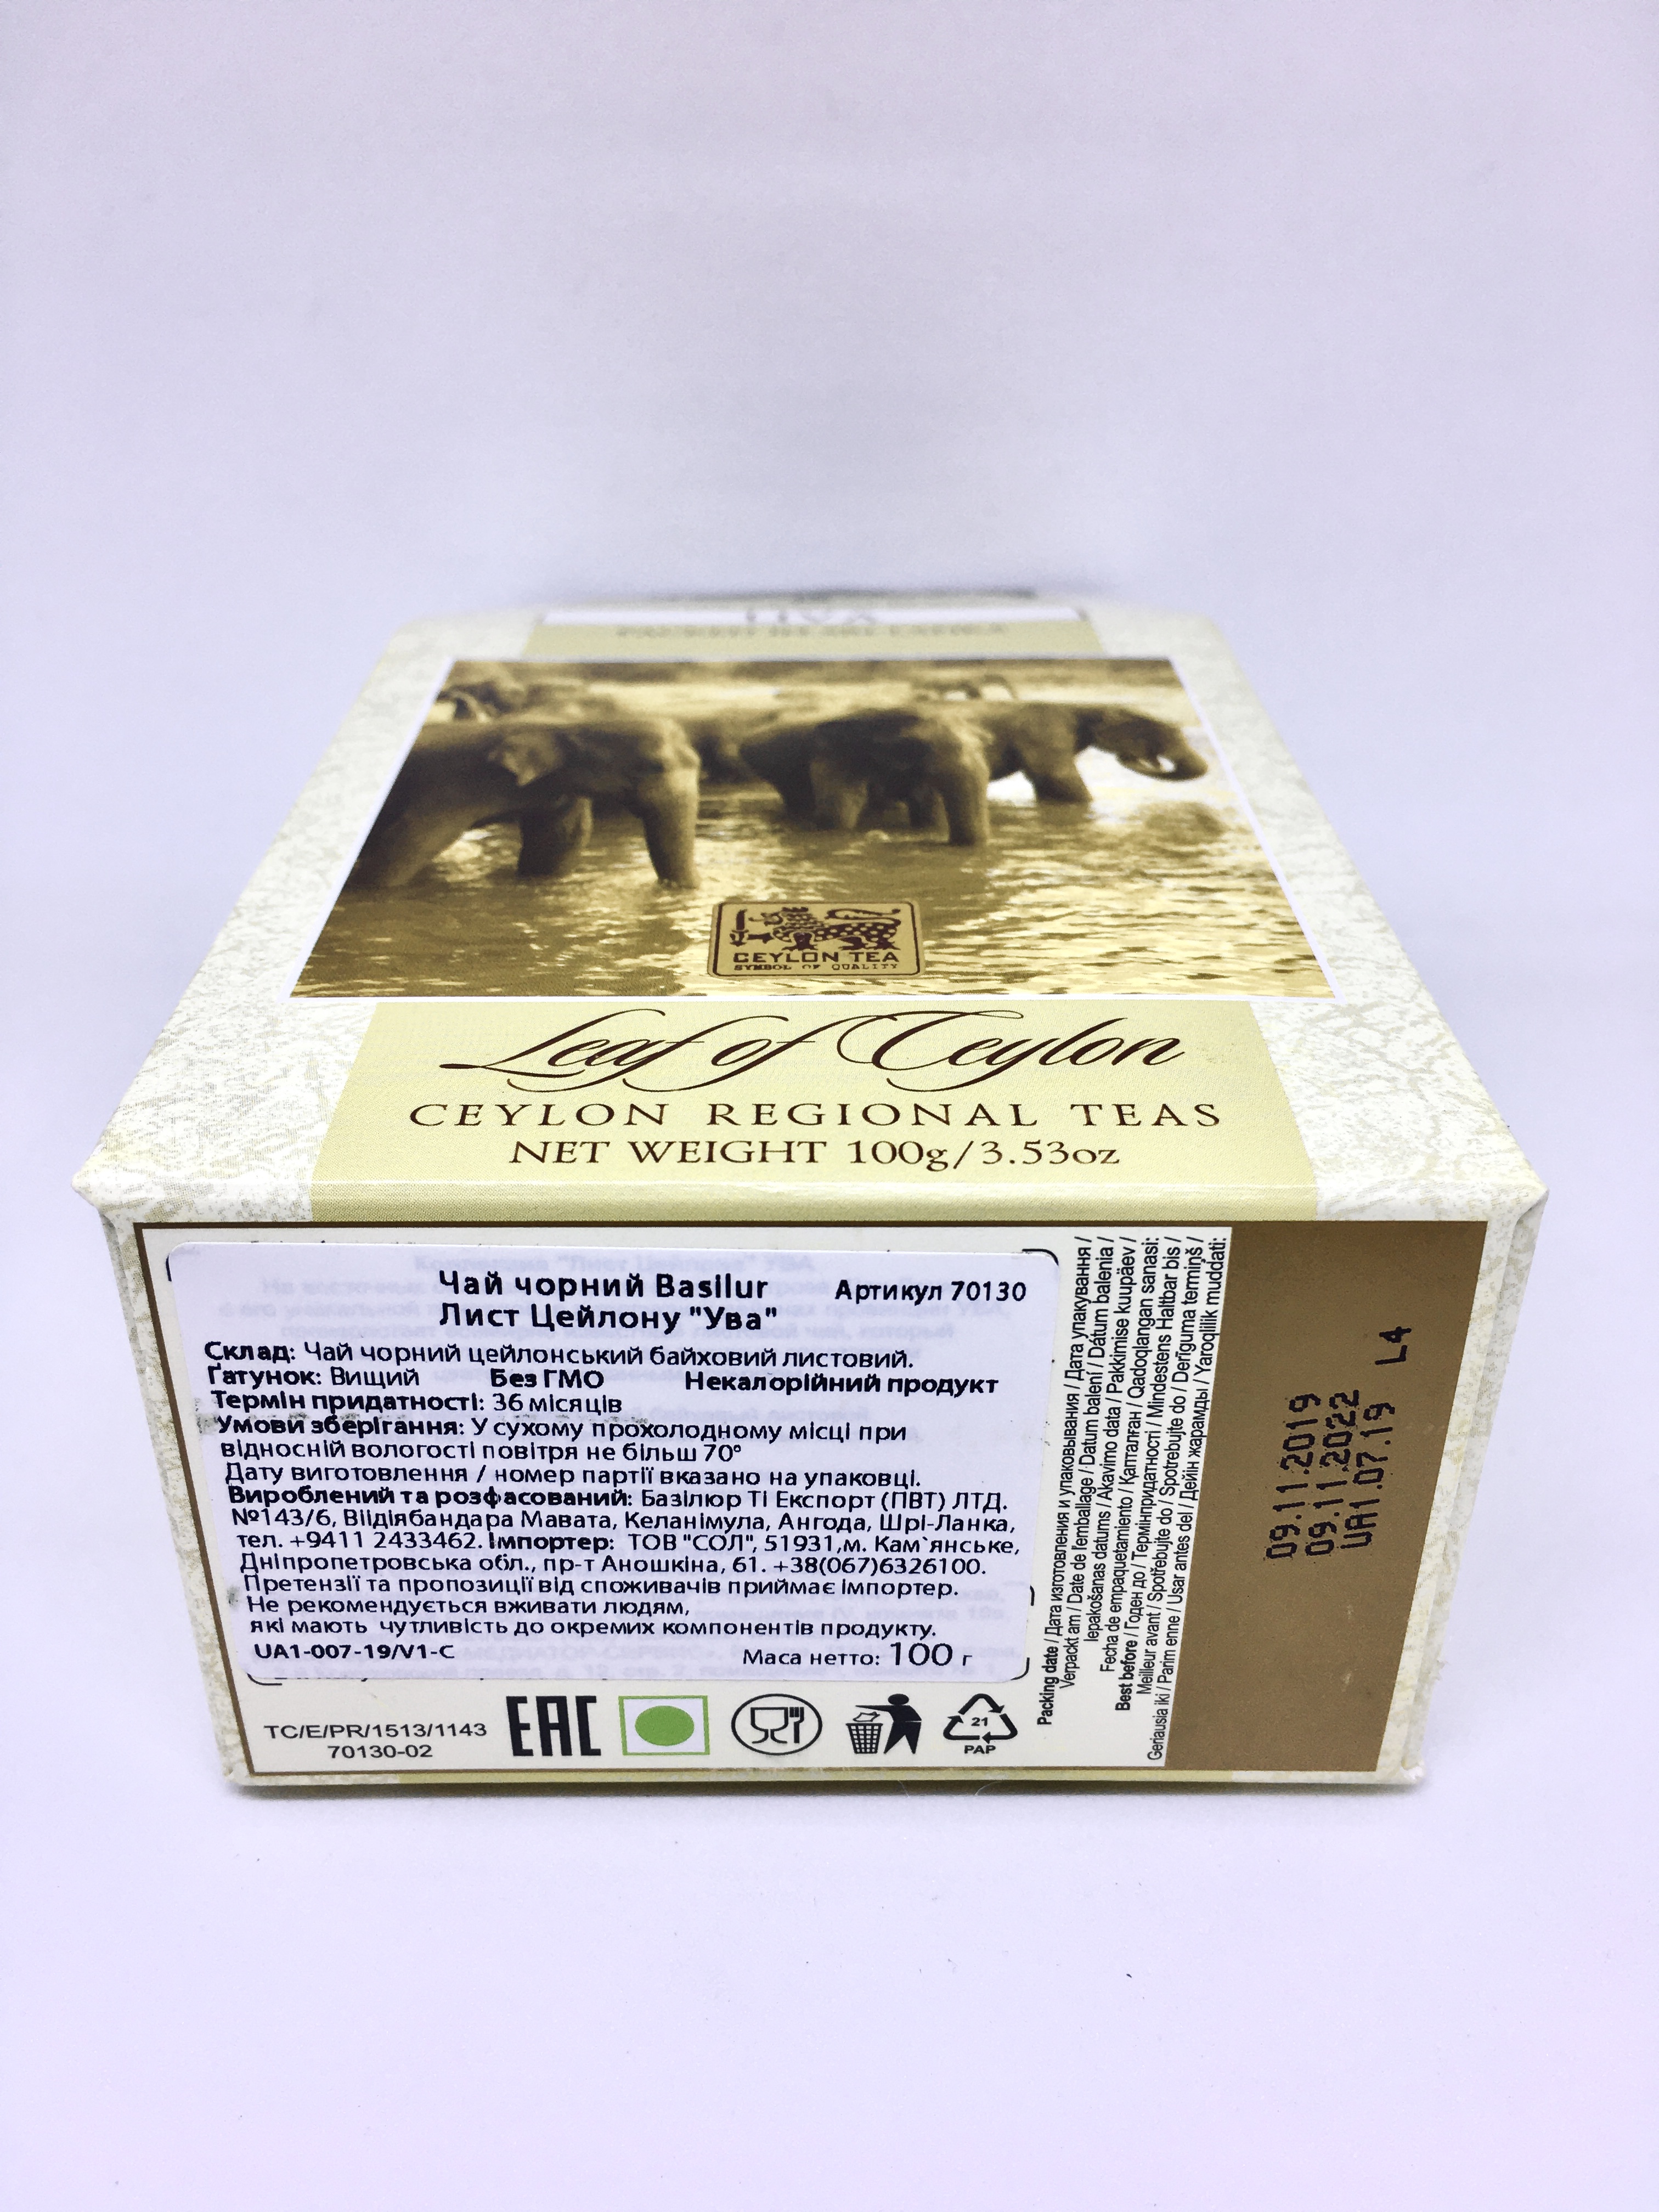 CEYLON TEA
SYMBOL OF QUALITY
Leaf of Ceylon
CEYLON REGIONAL TEAS
NET WEIGHT 100g/3.53oz
Чай чорний Basilur Артикул 70130
Лист Цейлону "Ува"
Склад: Чай чорний цейлонський байховий листовий.
Ґатунок: Вищий Без ГМО Некалорійний продукт
Термін придатності: 36 місяців
Умови зберігання: У сухому прохолодному місці при
відносній вологості повітря не більш 70°
Дату виготовлення / номер партії вказано на упаковці.
Вироблений та розфасований: Базілюр Ті Експорт (ПВТ) ЛТД.
№143/6, Віідіябандара Мавата, Келанімула, Ангода, Шрі-Ланка,
тел. +9411 2433462. Імпортер: ТОВ "СОЛ", 51931,м. Кам`янське,
Дніпропетровська обл., пр-т Аношкіна, 61. +38(067)6326100.
Претензії та пропозиції від споживачів приймає Імпортер.
Не рекомендується вживати людям,
які мають чутливість до окремих компонентів продукту.
UA1-007-19/V1-C Маса нетто: 100 г
TC/E/PR/1513/1143
70130-02
EAC
21
PAP
Packing date / Дата изготовления и упаковывания / Дата упакування /
Verpackt am / Date de l'emballage / Datum balení / Dátum balenia /
Iepakošanas datums / Akavimo data / Pakkimise kuupäev /
Fecha de empaquetamiento / Қапталған / Qadoqlangan sanasi:
Best before / Годен до / Термінпридатності / Mindestens Haltbar bis /
Meilleur avant / Spotřebujte do / Spotrebujte do / Derīguma termiņš /
Geriausia iki / Parim enne / Usar antes del / Дейін жарамды / Yaroqlilik muddati:
09.11.2019
09.11.2022
UA1.07.19 L4